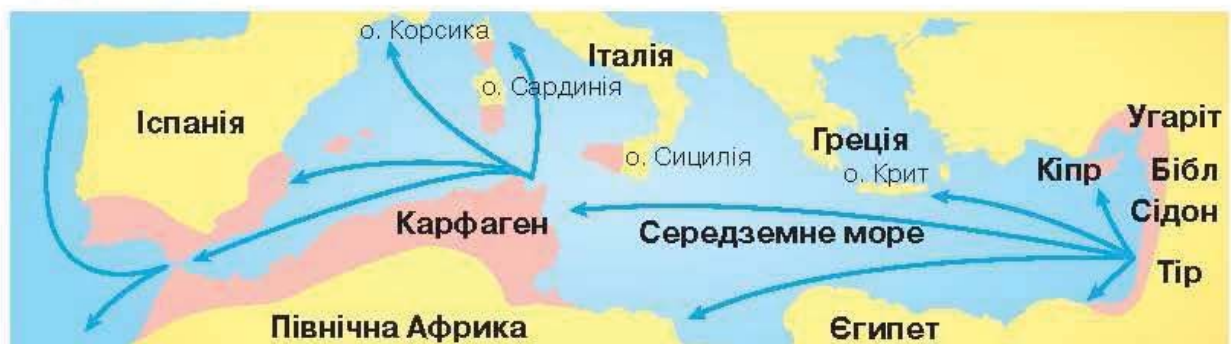 о. Корсика
Італія
о. Сардинія
Іспанія
Угаріт
Греція
о. Сицилія
о. Крит
Кіпр
Бібл
Сідон
Карфаген
Середземне море
Тір
Північна Африка
Єгипет